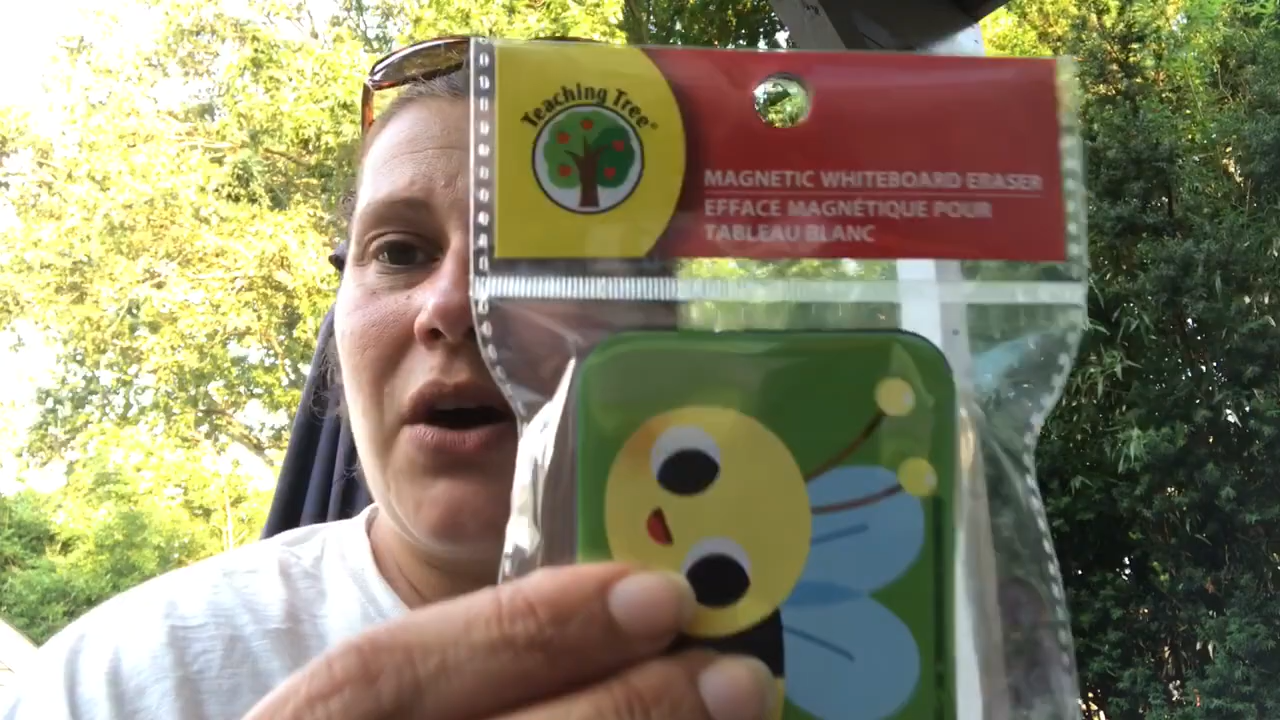 Teaching Tree®
MAGNETIC WHITEBOARD ERASER
EFFACE MAGNÉTIQUE POUR
TABLEAU BLANC